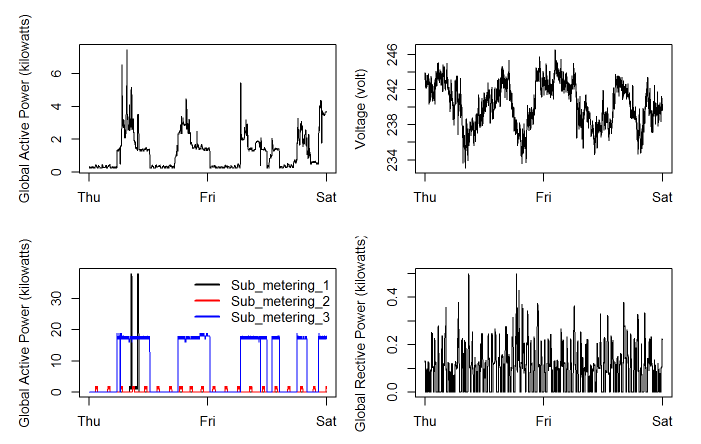 Global Active Power (kilowatts)
0 2 4 6
Thu Fri Sat
Voltage (volt)
234 238 242 246
Thu Fri Sat
Global Active Power (kilowatts)
0 10 20 30
Sub_metering_1
Sub_metering_2
Sub_metering_3
Thu Fri Sat
Global Rective Power (kilowatts)
0.0 0.2 0.4
Thu Fri Sat